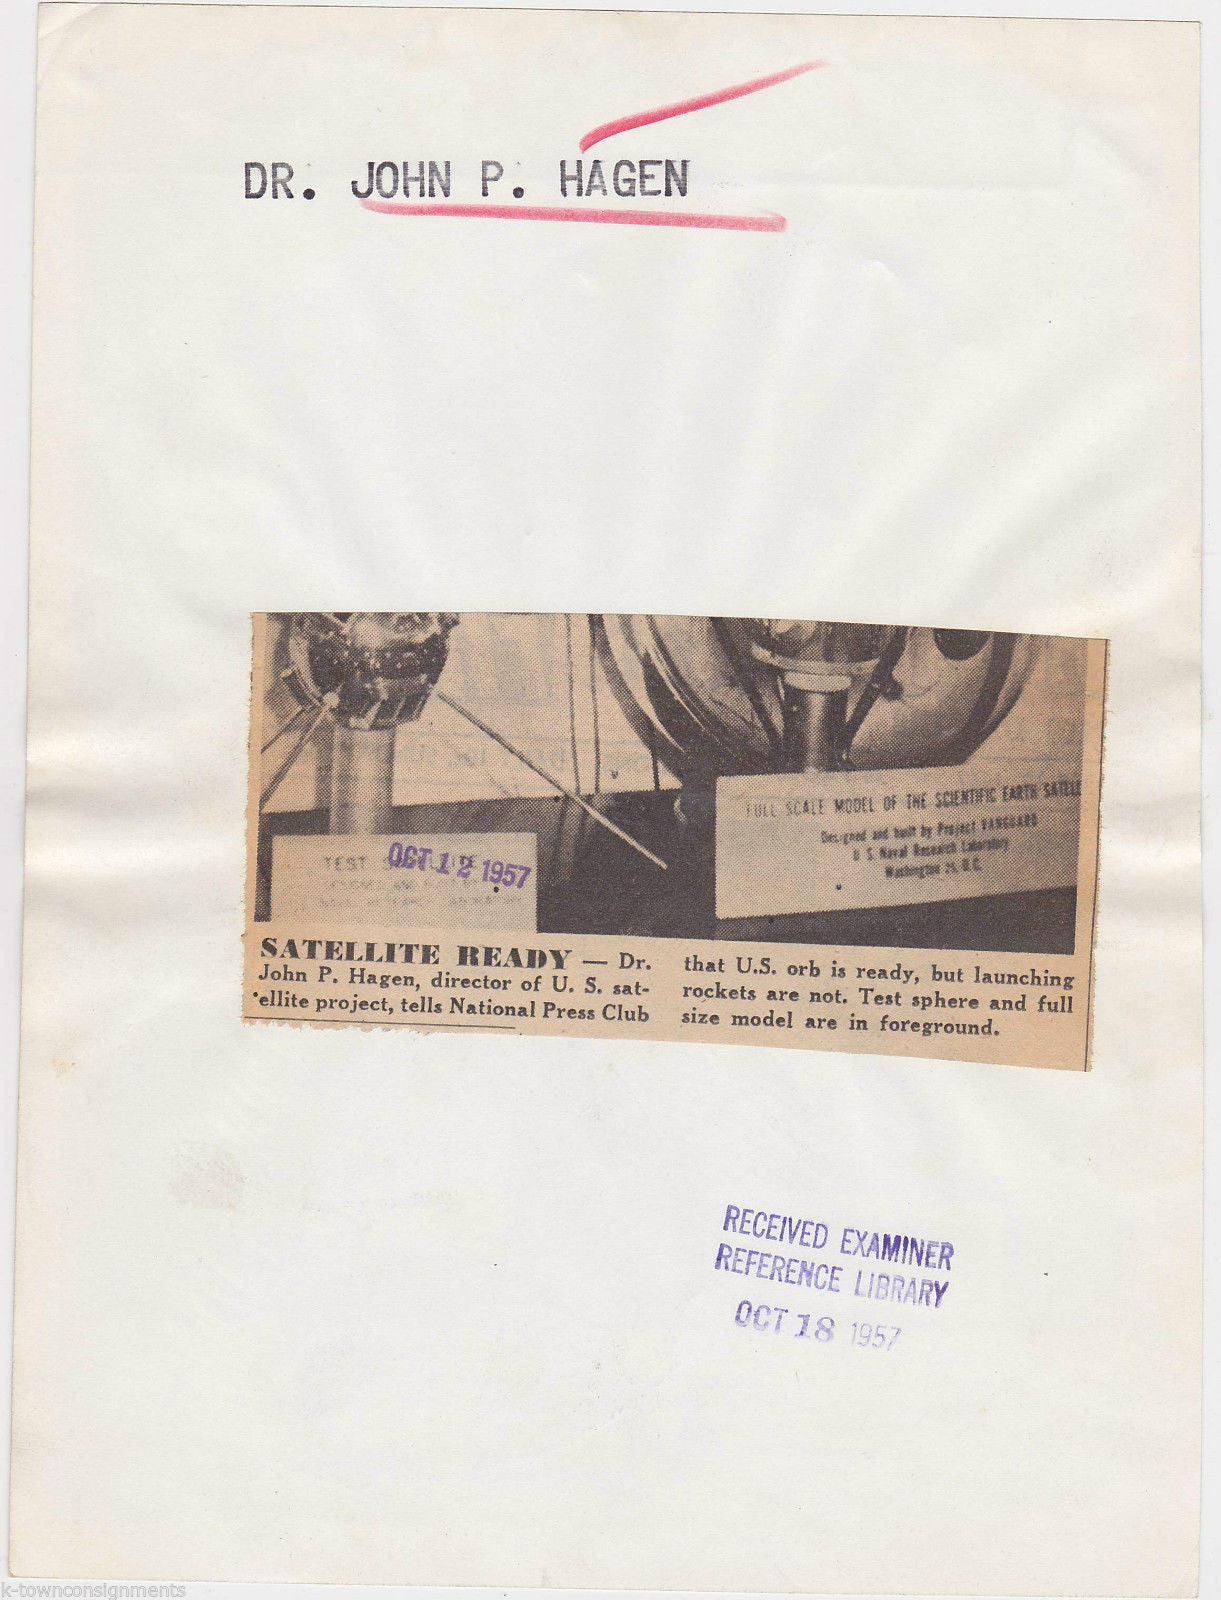 DR. JOHN P. HAGEN
FULL SCALE MODEL OF THE SCIENTIFIC EARTH SATELL
Designed and built by Project VANGUARD
U. S. Naval Research Laboratory
Washington 25, D.C.
TEST
OCT 12 1957
SATELLITE READY — Dr.
John P. Hagen, director of U. S. sat-
ellite project, tells National Press Club
that U.S. orb is ready, but launching
rockets are not. Test sphere and full
size model are in foreground.
RECEIVED EXAMINER
REFERENCE LIBRARY
OCT 18 1957
k-townconsignments